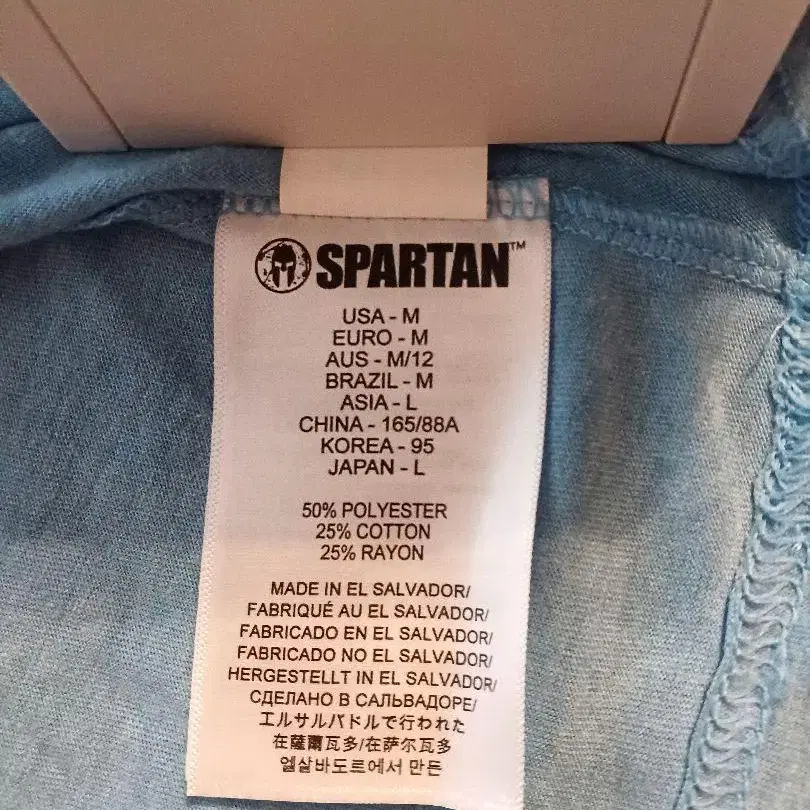 SPARTAN™
USA - M
EURO - M
AUS - M/12
BRAZIL - M
ASIA - L
CHINA - 165/88A
KOREA - 95
JAPAN - L
50% POLYESTER
25% COTTON
25% RAYON
MADE IN EL SALVADOR/
FABRIQUÉ AU EL SALVADOR/
FABRICADO EN EL SALVADOR/
FABRICADO NO EL SALVADOR/
HERGESTELLT IN EL SALVADOR/
СДЕЛАНО В САЛЬВАДОРЕ/
エルサルバドルで行われた
在薩爾瓦多/在萨尔瓦多
엘살바도르에서 만든